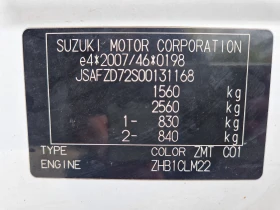 SUZUKI MOTOR CORPORATION
e4*2007/46*0198
JSAFZD72S00131168
1560 kg
2560 kg
1- 830 kg
2- 840 kg
TYPE COLOR ZMT C01
ENGINE ZHB1CLM22